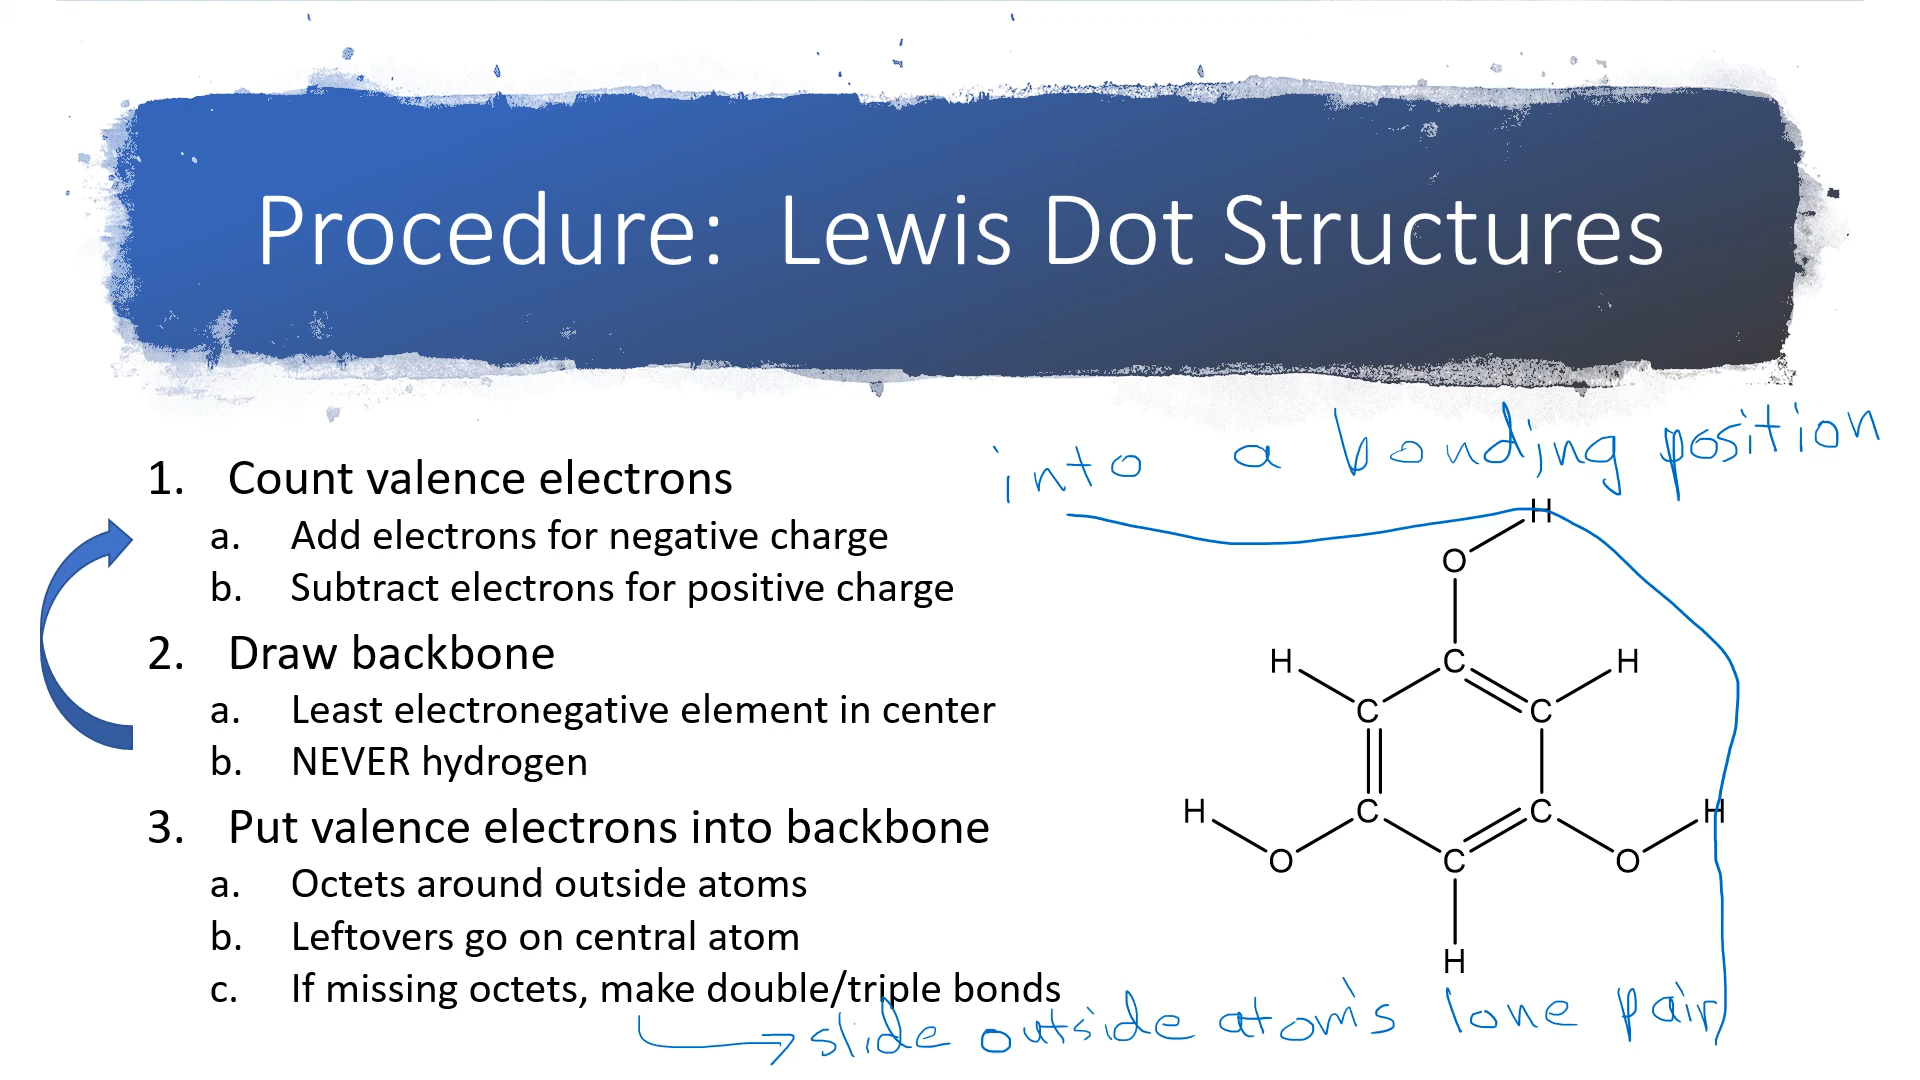 Procedure: Lewis Dot Structures
1. Count valence electrons
a. Add electrons for negative charge
b. Subtract electrons for positive charge
2. Draw backbone
a. Least electronegative element in center
b. NEVER hydrogen
3. Put valence electrons into backbone
a. Octets around outside atoms
b. Leftovers go on central atom
c. If missing octets, make double/triple bonds
slide outside atom's lone pair
into a bonding position
H
O
H C H
C C
H C C H
O C O
H